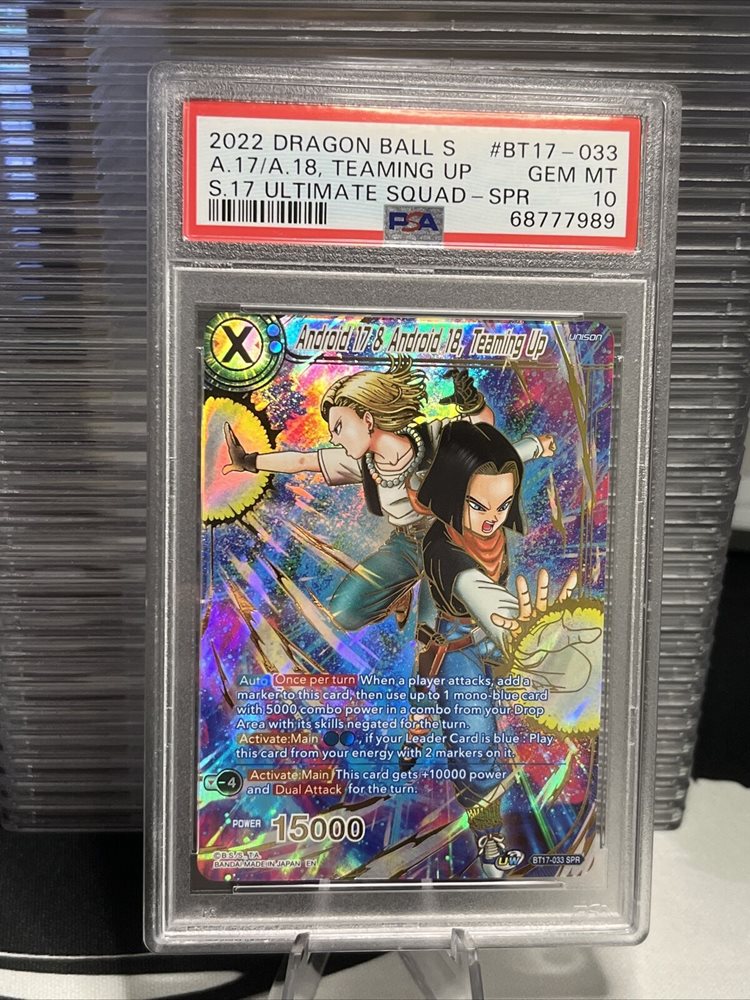 2022 DRAGON BALL S #BT17-033
A.17/A.18, TEAMING UP GEM MT
S.17 ULTIMATE SQUAD-SPR 10
PSA 68777989
X
Android 17 & Android 18, Teaming Up
UNISON
Auto Once per turn When a player attacks, add a
marker to this card, then use up to 1 mono-blue card
with 5000 combo power in a combo from your Drop
Area with its skills negated for the turn.
Activate:Main , if your Leader Card is blue : Play
this card from your energy with 2 markers on it.
-4 Activate:Main This card gets +10000 power
and Dual Attack for the turn.
POWER 15000
©B.S./S., T.A.
BANDAI, MADE IN JAPAN EN
UW
BT17-033 SPR